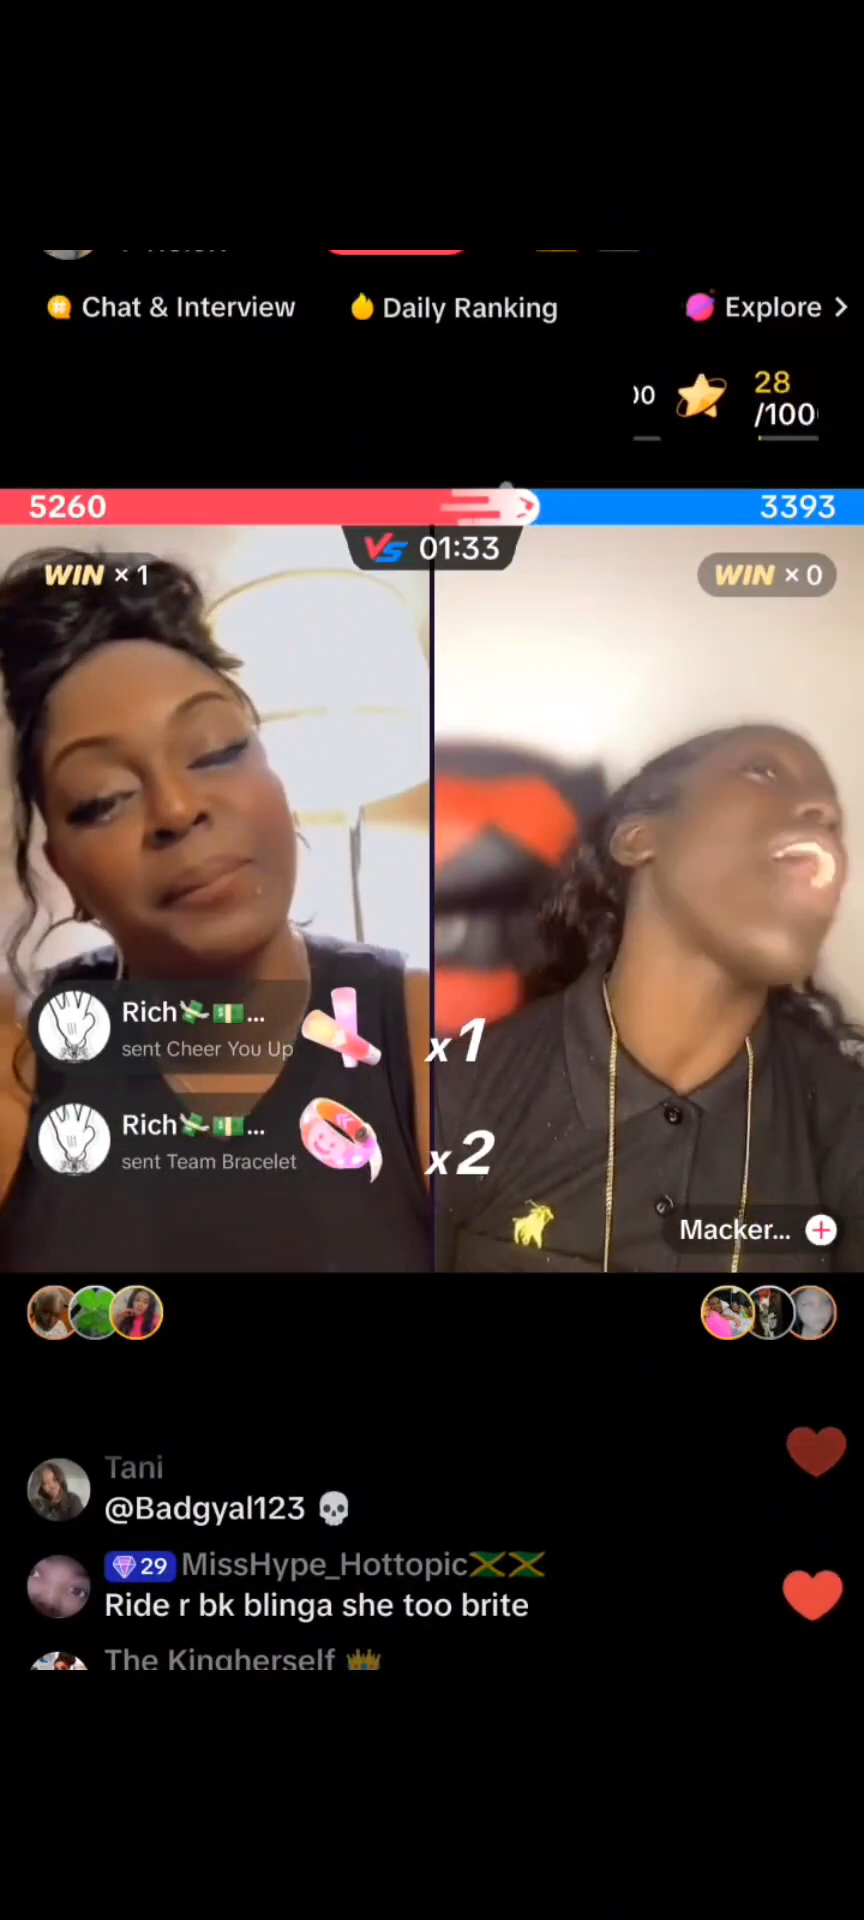 Chat & Interview
Daily Ranking
Explore >
28
/100
5260
3393
VS 01:33
WIN × 1
WIN × 0
Rich💸💵...
sent Cheer You Up
x1
Rich💸💵...
sent Team Bracelet
x2
Macker... +
Tani
@Badgyal123 💀
29 MissHype_Hottopic🇯🇲🇯🇲
Ride r bk blinga she too brite
The Kingherself 👑